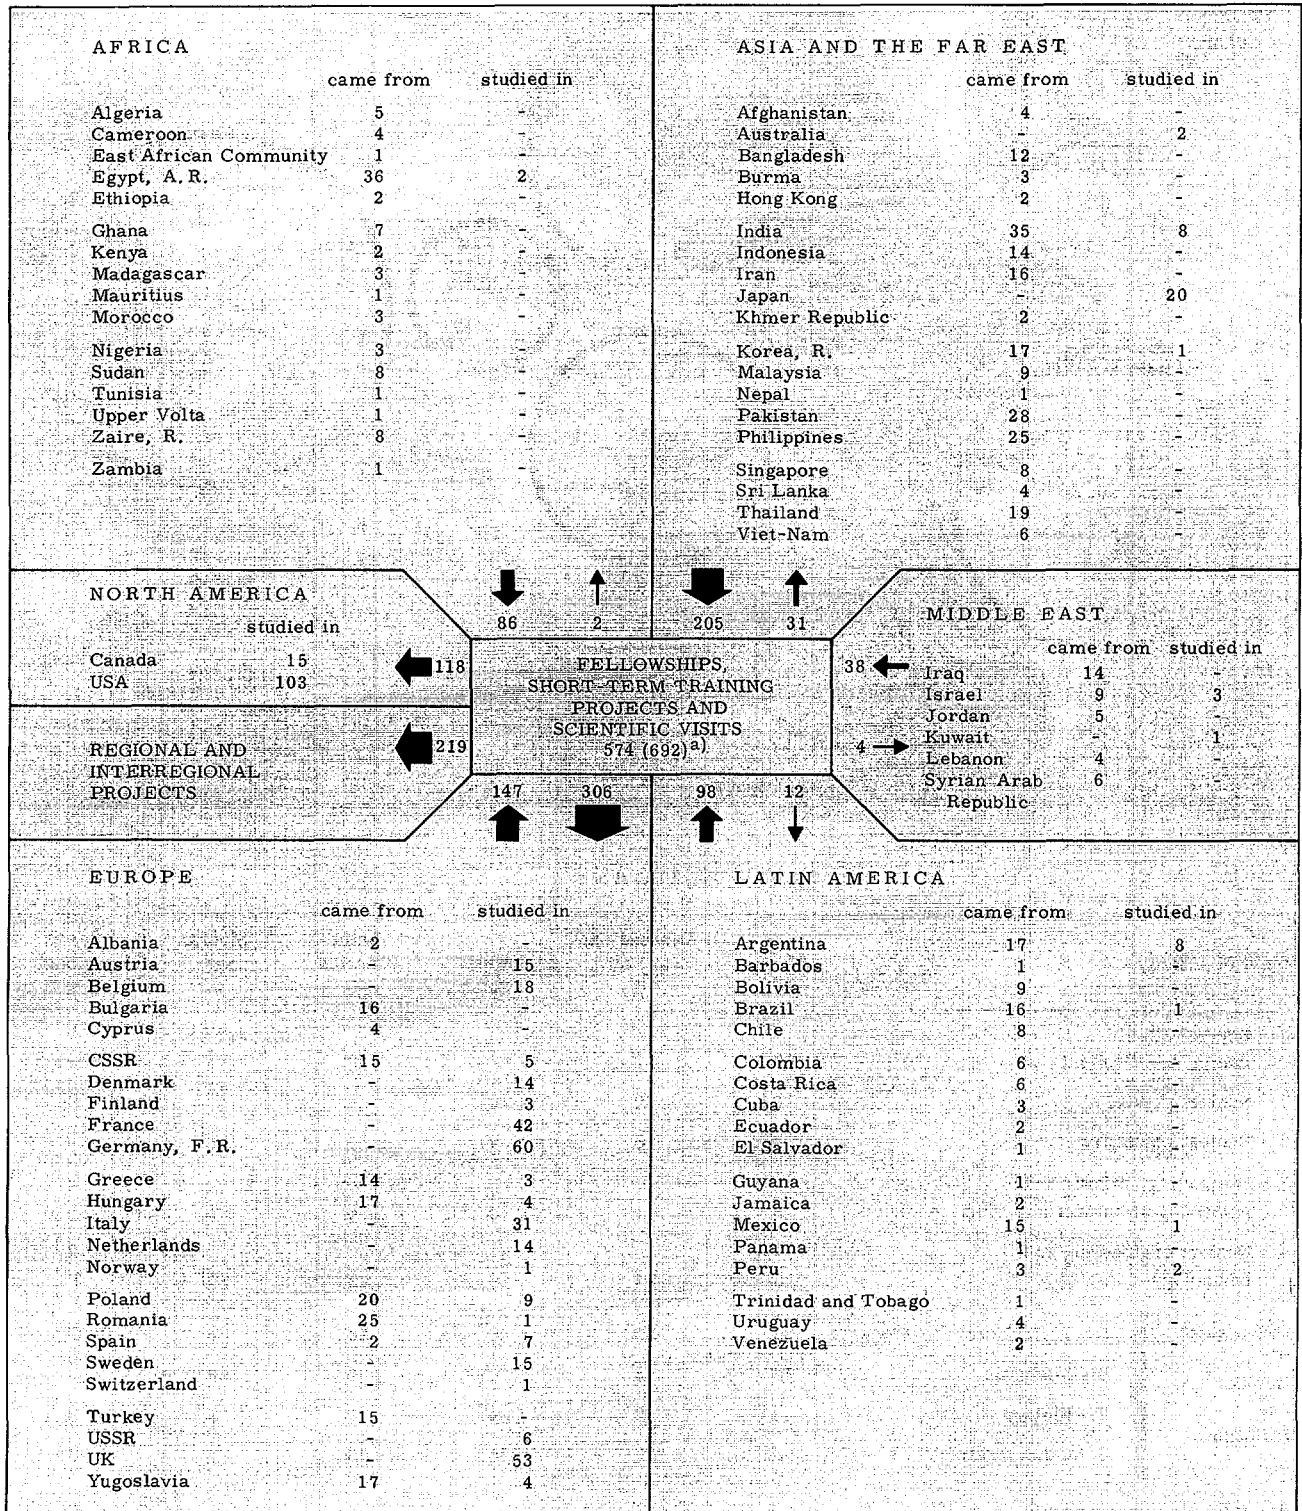 AFRICA
came from studied in
Algeria 5 -
Cameroon 4 -
East African Community 1 -
Egypt, A.R. 36 2
Ethiopia 2 -
Ghana 7 -
Kenya 2 -
Madagascar 3 -
Mauritius 1 -
Morocco 3 -
Nigeria 3 -
Sudan 8 -
Tunisia 1 -
Upper Volta 1 -
Zaire, R. 8 -
Zambia 1 -
86 2
ASIA AND THE FAR EAST
came from studied in
Afghanistan 4 -
Australia - 2
Bangladesh 12 -
Burma 3 -
Hong Kong 2 -
India 35 8
Indonesia 14 -
Iran 16 -
Japan - 20
Khmer Republic 2 -
Korea, R. 17 1
Malaysia 9 -
Nepal 1 -
Pakistan 28 -
Philippines 25 -
Singapore 8 -
Sri Lanka 4 -
Thailand 19 -
Viet-Nam 6 -
205 31
NORTH AMERICA
studied in
Canada 15
USA 103
118
REGIONAL AND
INTERREGIONAL
PROJECTS
219
FELLOWSHIPS,
SHORT-TERM TRAINING
PROJECTS AND
SCIENTIFIC VISITS
574 (692)a)
MIDDLE EAST
came from studied in
38
Iraq 14 -
Israel 9 3
Jordan 5 -
Kuwait - 1
4
Lebanon 4 -
Syrian Arab 6 -
Republic
147 306
98 12
EUROPE
came from studied in
Albania 2 -
Austria - 15
Belgium - 18
Bulgaria 16 -
Cyprus 4 -
CSSR 15 5
Denmark - 14
Finland - 3
France - 42
Germany, F.R. - 60
Greece 14 3
Hungary 17 4
Italy - 31
Netherlands - 14
Norway - 1
Poland 20 9
Romania 25 1
Spain 2 7
Sweden - 15
Switzerland - 1
Turkey 15 -
USSR - 6
UK - 53
Yugoslavia 17 4
LATIN AMERICA
came from studied in
Argentina 17 8
Barbados 1 -
Bolivia 9 -
Brazil 16 1
Chile 8 -
Colombia 6 -
Costa Rica 6 -
Cuba 3 -
Ecuador 2 -
El Salvador 1 -
Guyana 1 -
Jamaica 2 -
Mexico 15 1
Panama 1 -
Peru 3 2
Trinidad and Tobago 1 -
Uruguay 4 -
Venezuela 2 -